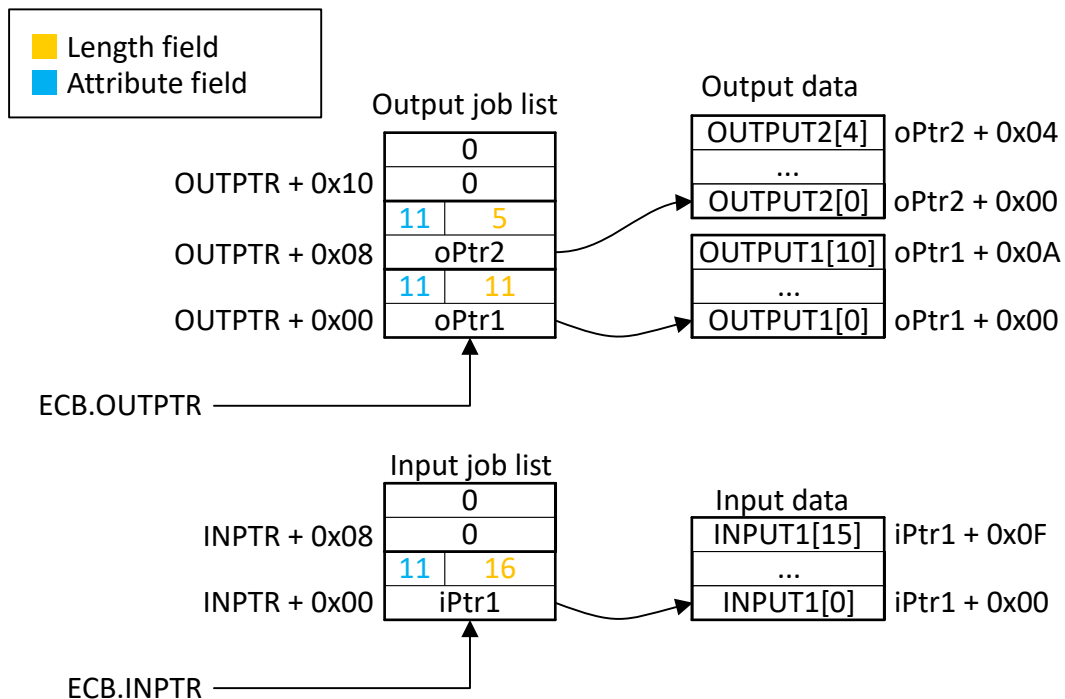 Length field
Attribute field
Output job list
Output data
0
OUTPTR + 0x10 0
11 5
OUTPTR + 0x08 oPtr2
11 11
OUTPTR + 0x00 oPtr1
OUTPUT2[4] oPtr2 + 0x04
...
OUTPUT2[0] oPtr2 + 0x00
OUTPUT1[10] oPtr1 + 0x0A
...
OUTPUT1[0] oPtr1 + 0x00
ECB.OUTPTR
Input job list
Input data
0
INPTR + 0x08 0
11 16
INPTR + 0x00 iPtr1
INPUT1[15] iPtr1 + 0x0F
...
INPUT1[0] iPtr1 + 0x00
ECB.INPTR